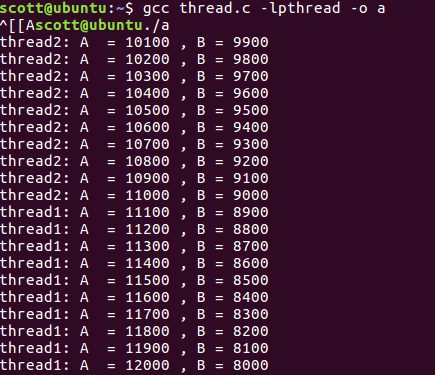 scott@ubuntu:~$ gcc thread.c -lpthread -o a
^[[Ascott@ubuntu./a
thread2: A  = 10100 , B = 9900
thread2: A  = 10200 , B = 9800
thread2: A  = 10300 , B = 9700
thread2: A  = 10400 , B = 9600
thread2: A  = 10500 , B = 9500
thread2: A  = 10600 , B = 9400
thread2: A  = 10700 , B = 9300
thread2: A  = 10800 , B = 9200
thread2: A  = 10900 , B = 9100
thread2: A  = 11000 , B = 9000
thread1: A  = 11100 , B = 8900
thread1: A  = 11200 , B = 8800
thread1: A  = 11300 , B = 8700
thread1: A  = 11400 , B = 8600
thread1: A  = 11500 , B = 8500
thread1: A  = 11600 , B = 8400
thread1: A  = 11700 , B = 8300
thread1: A  = 11800 , B = 8200
thread1: A  = 11900 , B = 8100
thread1: A  = 12000 , B = 8000